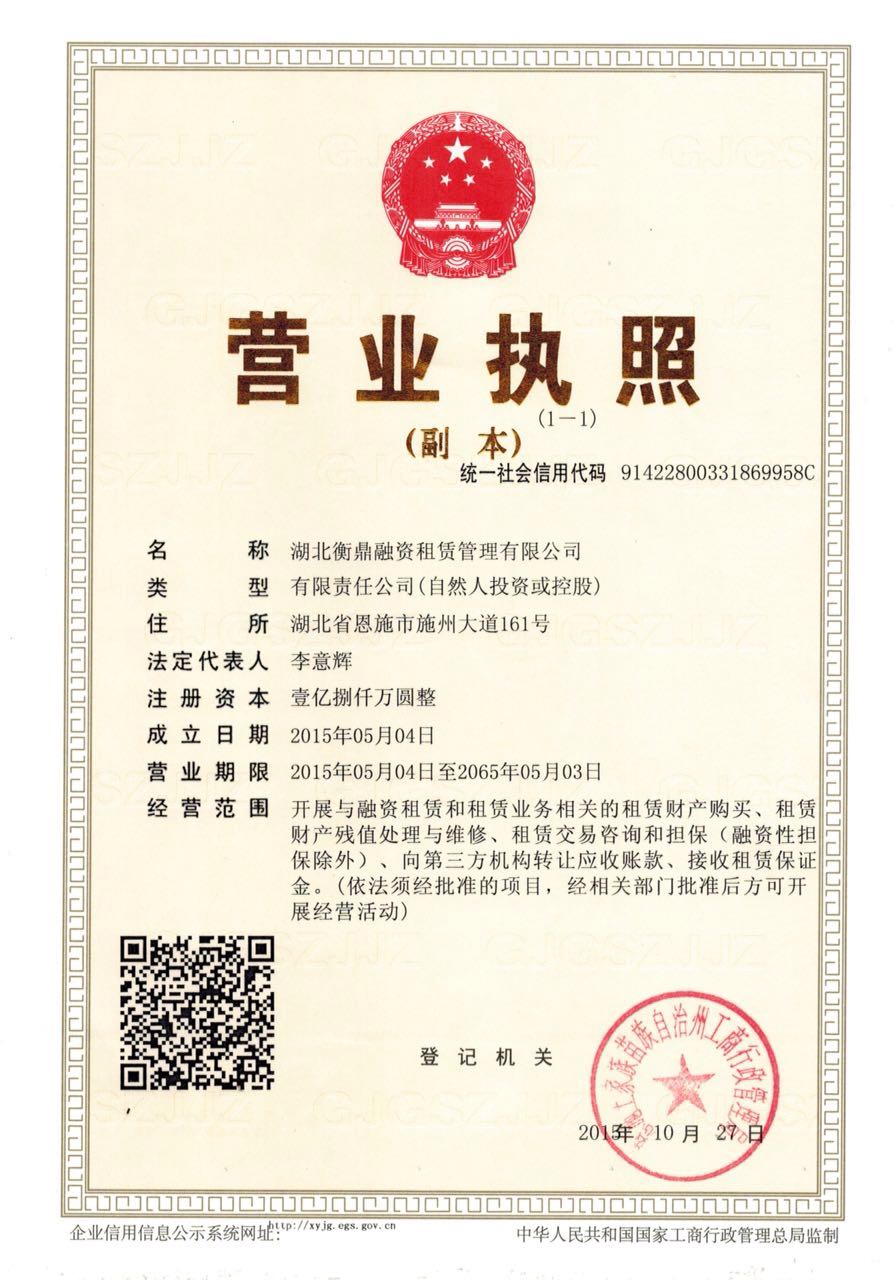 营业执照
(1—1)
(副 本)
统一社会信用代码 91422800331869958C
名 称 湖北衡鼎融资租赁管理有限公司
类 型 有限责任公司(自然人投资或控股)
住 所 湖北省恩施市施州大道161号
法定代表人 李意辉
注册资本 壹亿捌仟万圆整
成立日期 2015年05月04日
营业期限 2015年05月04日至2065年05月03日
经营范围 开展与融资租赁和租赁业务相关的租赁财产购买、租赁
财产残值处理与维修、租赁交易咨询和担保（融资性担
保除外）、向第三方机构转让应收账款、接收租赁保证
金。(依法须经批准的项目，经相关部门批准后方可开
展经营活动)
恩施土家族苗族自治州工商行政管理局
登记机关
2015年 10 月 27 日
企业信用信息公示系统网址: http://xyjg.egs.gov.cn
中华人民共和国国家工商行政管理总局监制